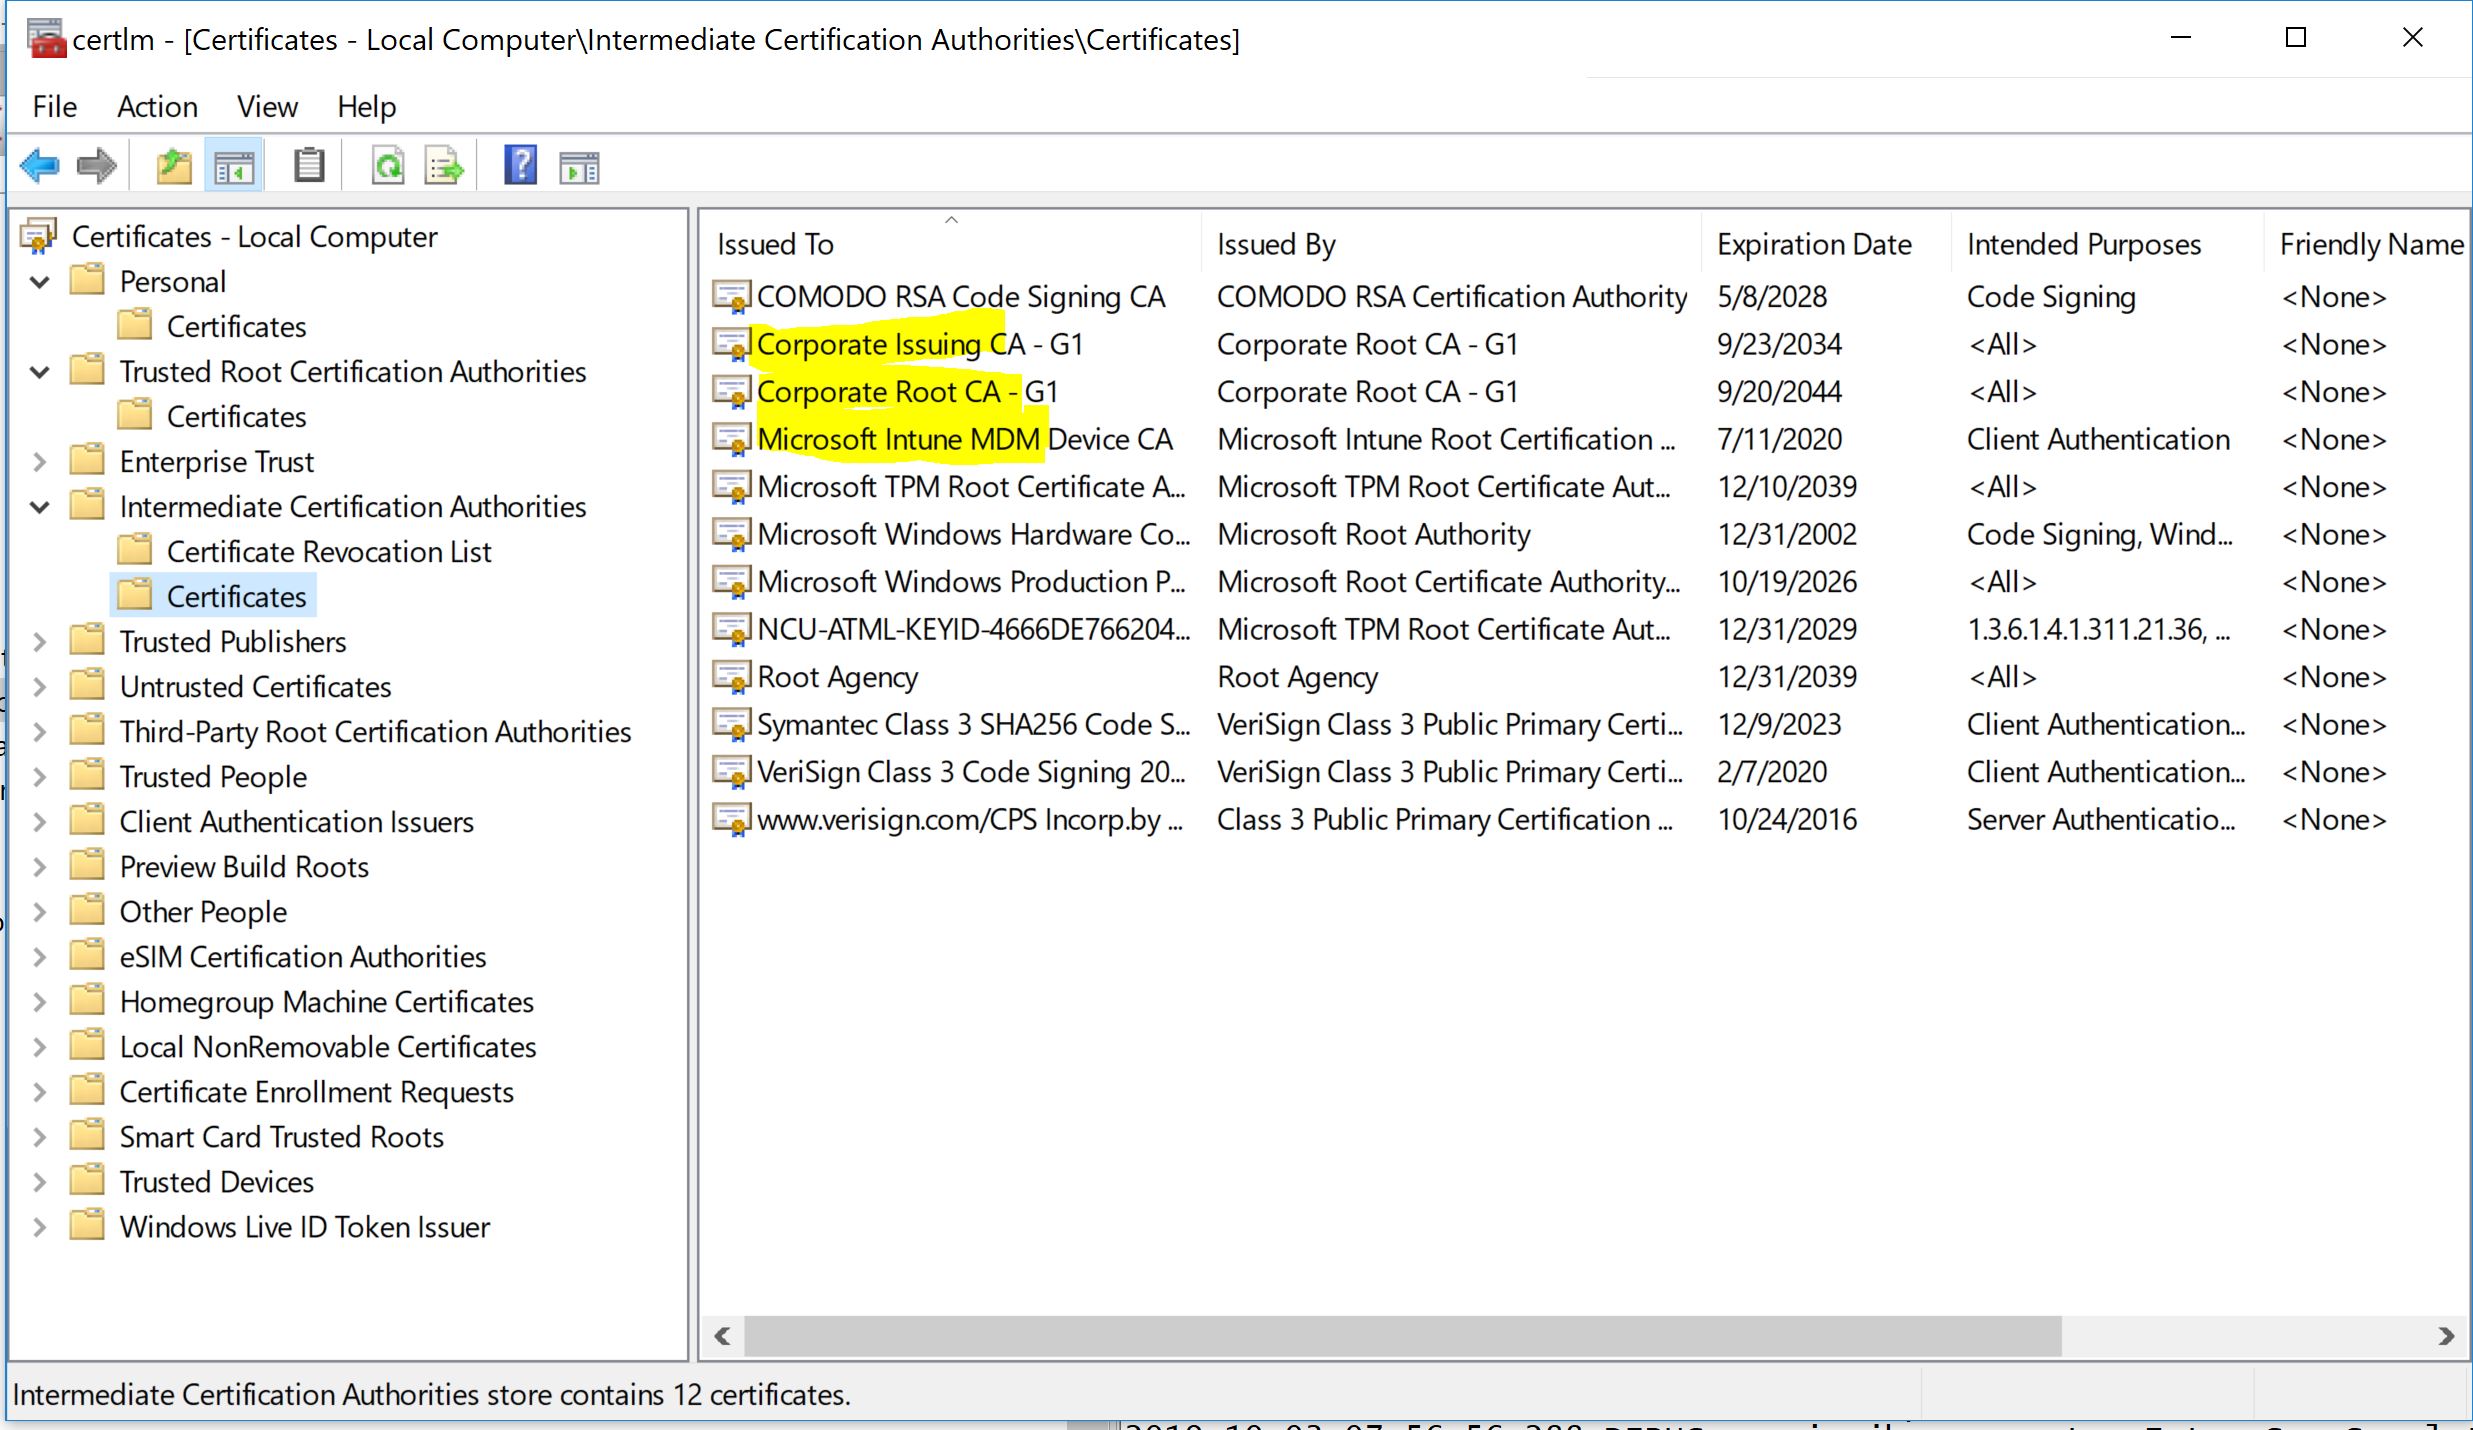 certlm - [Certificates - Local Computer\Intermediate Certification Authorities\Certificates]
File Action View Help
Certificates - Local Computer
Personal
Certificates
Trusted Root Certification Authorities
Certificates
Enterprise Trust
Intermediate Certification Authorities
Certificate Revocation List
Certificates
Trusted Publishers
Untrusted Certificates
Third-Party Root Certification Authorities
Trusted People
Client Authentication Issuers
Preview Build Roots
Other People
eSIM Certification Authorities
Homegroup Machine Certificates
Local NonRemovable Certificates
Certificate Enrollment Requests
Smart Card Trusted Roots
Trusted Devices
Windows Live ID Token Issuer
Issued To Issued By Expiration Date Intended Purposes Friendly Name
COMODO RSA Code Signing CA COMODO RSA Certification Authority 5/8/2028 Code Signing <None>
Corporate Issuing CA - G1 Corporate Root CA - G1 9/23/2034 <All> <None>
Corporate Root CA - G1 Corporate Root CA - G1 9/20/2044 <All> <None>
Microsoft Intune MDM Device CA Microsoft Intune Root Certification ... 7/11/2020 Client Authentication <None>
Microsoft TPM Root Certificate A... Microsoft TPM Root Certificate Aut... 12/10/2039 <All> <None>
Microsoft Windows Hardware Co... Microsoft Root Authority 12/31/2002 Code Signing, Wind... <None>
Microsoft Windows Production P... Microsoft Root Certificate Authority... 10/19/2026 <All> <None>
NCU-ATML-KEYID-4666DE766204... Microsoft TPM Root Certificate Aut... 12/31/2029 1.3.6.1.4.1.311.21.36, ... <None>
Root Agency Root Agency 12/31/2039 <All> <None>
Symantec Class 3 SHA256 Code S... VeriSign Class 3 Public Primary Certi... 12/9/2023 Client Authentication... <None>
VeriSign Class 3 Code Signing 20... VeriSign Class 3 Public Primary Certi... 2/7/2020 Client Authentication... <None>
www.verisign.com/CPS Incorp.by ... Class 3 Public Primary Certification ... 10/24/2016 Server Authenticatio... <None>
Intermediate Certification Authorities store contains 12 certificates.